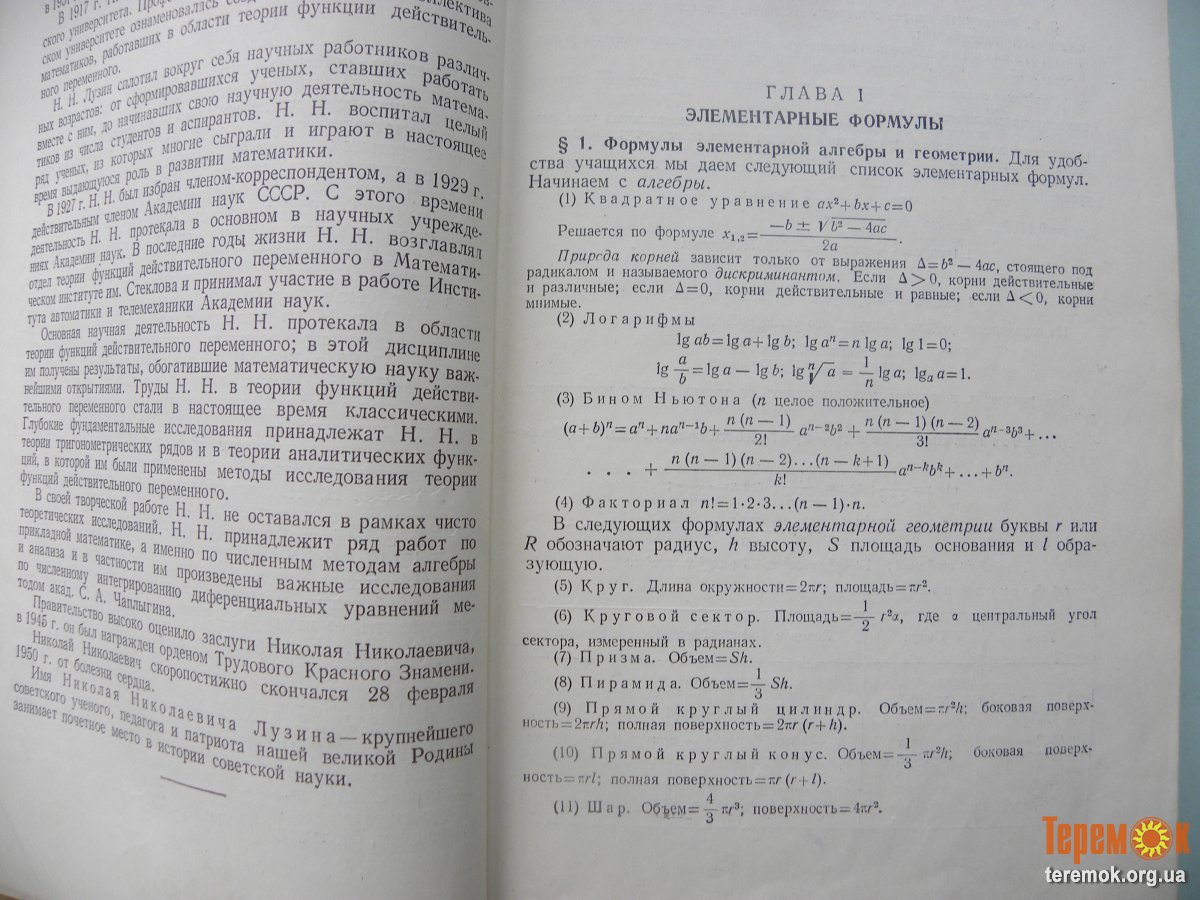 в 1901
В 1917 г. Н.
ского университета. Профе
лектива
ском университете ознаменовалась созд
математиков, работавших в области теории функции действитель-
ного переменного.
Н. Н. Лузин сплотил вокруг себя научных работников различ-
ных возрастов: от сформировавшихся ученых, ставших работать
вместе с ним, до начинавших свою научную деятельность матема-
тиков из числа студентов и аспирантов. Н. Н. воспитал целый
ряд ученых, из которых многие сыграли и играют в настоящее
время выдающуюся роль в развитии математики.
В 1927 г. Н. Н. был избран членом-корреспондентом, а в 1929 г.
действительным членом Академии наук СССР. С этого времени
деятельность Н. Н. протекала в основном в научных учрежде-
ниях Академии наук. В последние годы жизни Н. Н. возглавлял
отдел теории функций действительного переменного в Математи-
ческом институте им. Стеклова и принимал участие в работе Инсти-
тута автоматики и телемеханики Академии наук.
Основная научная деятельность Н. Н. протекала в области
теории функций действительного переменного; в этой дисциплине
им получены результаты, обогатившие математическую науку важ-
нейшими открытиями. Труды Н. Н. в теории функций действи-
тельного переменного стали в настоящее время классическими.
Глубокие фундаментальные исследования принадлежат Н. Н. в
теории тригонометрических рядов и в теории аналитических функ-
ций, в которой им были применены методы исследования теории
функций действительного переменного.
В своей творческой работе Н. Н. не оставался в рамках чисто
теоретических исследований. Н. Н. принадлежит ряд работ по
прикладной математике, а именно по численным методам алгебры
и анализа и в частности им произведены важные исследования
по численному интегрированию диференциальных уравнений ме-
тодом акад. С. А. Чаплыгина.
Правительство высоко оценило заслуги Николая Николаевича,
в 1945 г. он был награжден орденом Трудового Красного Знамени.
Николай Николаевич скоропостижно скончался 28 февраля
1950 г. от болезни сердца.
Имя Николая Николаевича Лузина — крупнейшего
советского ученого, педагога и патриота нашей великой Родины
занимает почетное место в истории советской науки.
ГЛАВА I
ЭЛЕМЕНТАРНЫЕ ФОРМУЛЫ
§ 1. Формулы элементарной алгебры и геометрии. Для удоб-
ства учащихся мы даем следующий список элементарных формул.
Начинаем с алгебры.
(1) Квадратное уравнение ax²+bx+c=0
Решается по формуле x₁,₂= (—b ± √(b² — 4ac)) / 2a .
Природа корней зависит только от выражения Δ=b² — 4ac, стоящего под
радикалом и называемого дискриминантом. Если Δ>0, корни действительные
и различные; если Δ=0, корни действительные и равные; если Δ<0, корни
мнимые.
(2) Логарифмы
lg ab=lg a+lg b; lg aⁿ=n lg a; lg 1=0;
lg a/b=lg a — lg b; lg ⁿ√a = 1/n lg a; lgₐ a=1.
(3) Бином Ньютона (n целое положительное)
(a+b)ⁿ=aⁿ+naⁿ⁻¹b+ n(n—1)/2! aⁿ⁻²b²+ n(n—1)(n—2)/3! aⁿ⁻³b³+...
. . . + n(n—1)(n—2)...(n—k+1)/k! aⁿ⁻ᵏbᵏ+...+bⁿ.
(4) Факториал n!=1·2·3...(n—1)·n.
В следующих формулах элементарной геометрии буквы r или
R обозначают радиус, h высоту, S площадь основания и l обра-
зующую.
(5) Круг. Длина окружности=2πr; площадь=πr².
(6) Круговой сектор. Площадь= 1/2 r²α, где α центральный угол
сектора, измеренный в радианах.
(7) Призма. Объем=Sh.
(8) Пирамида. Объем= 1/3 Sh.
(9) Прямой круглый цилиндр. Объем=πr²h; боковая поверх-
ность=2πrh; полная поверхность=2πr (r+h).
(10) Прямой круглый конус. Объем= 1/3 πr²h; боковая поверх-
ность=πrl; полная поверхность=πr (r+l).
(11) Шар. Объем= 4/3 πr³; поверхность=4πr².
Теремок
teremok.org.ua